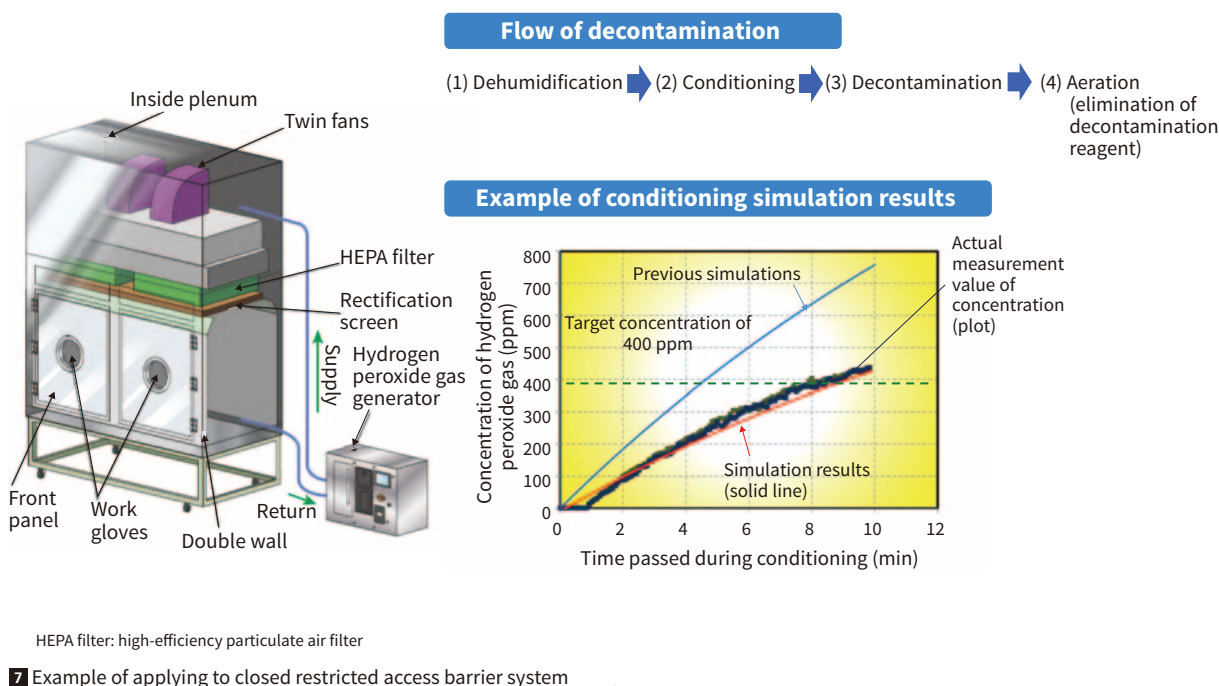 Flow of decontamination
(1) Dehumidification
(2) Conditioning
(3) Decontamination
(4) Aeration
(elimination of
decontamination
reagent)
Inside plenum
Twin fans
HEPA filter
Rectification
screen
Supply
Hydrogen
peroxide gas
generator
Front
panel
Work
gloves
Double wall
Return
Example of conditioning simulation results
Concentration of hydrogen
peroxide gas (ppm)
800
700
600
500
400
300
200
100
0
Previous simulations
Target concentration of
400 ppm
Actual
measurement
value of
concentration
(plot)
Simulation results
(solid line)
0 2 4 6 8 10 12
Time passed during conditioning (min)
HEPA filter: high-efficiency particulate air filter
7 Example of applying to closed restricted access barrier system